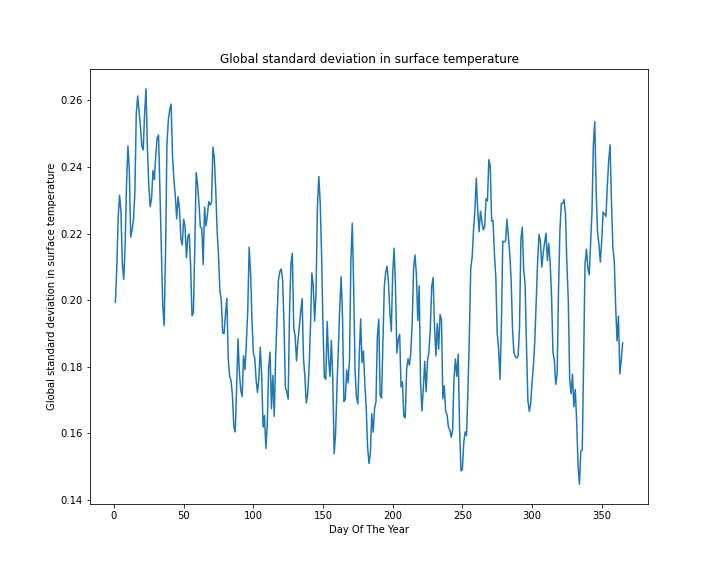 Global standard deviation in surface temperature
Global standard deviation in surface temperature
0.26
0.24
0.22
0.20
0.18
0.16
0.14
0 50 100 150 200 250 300 350
Day Of The Year